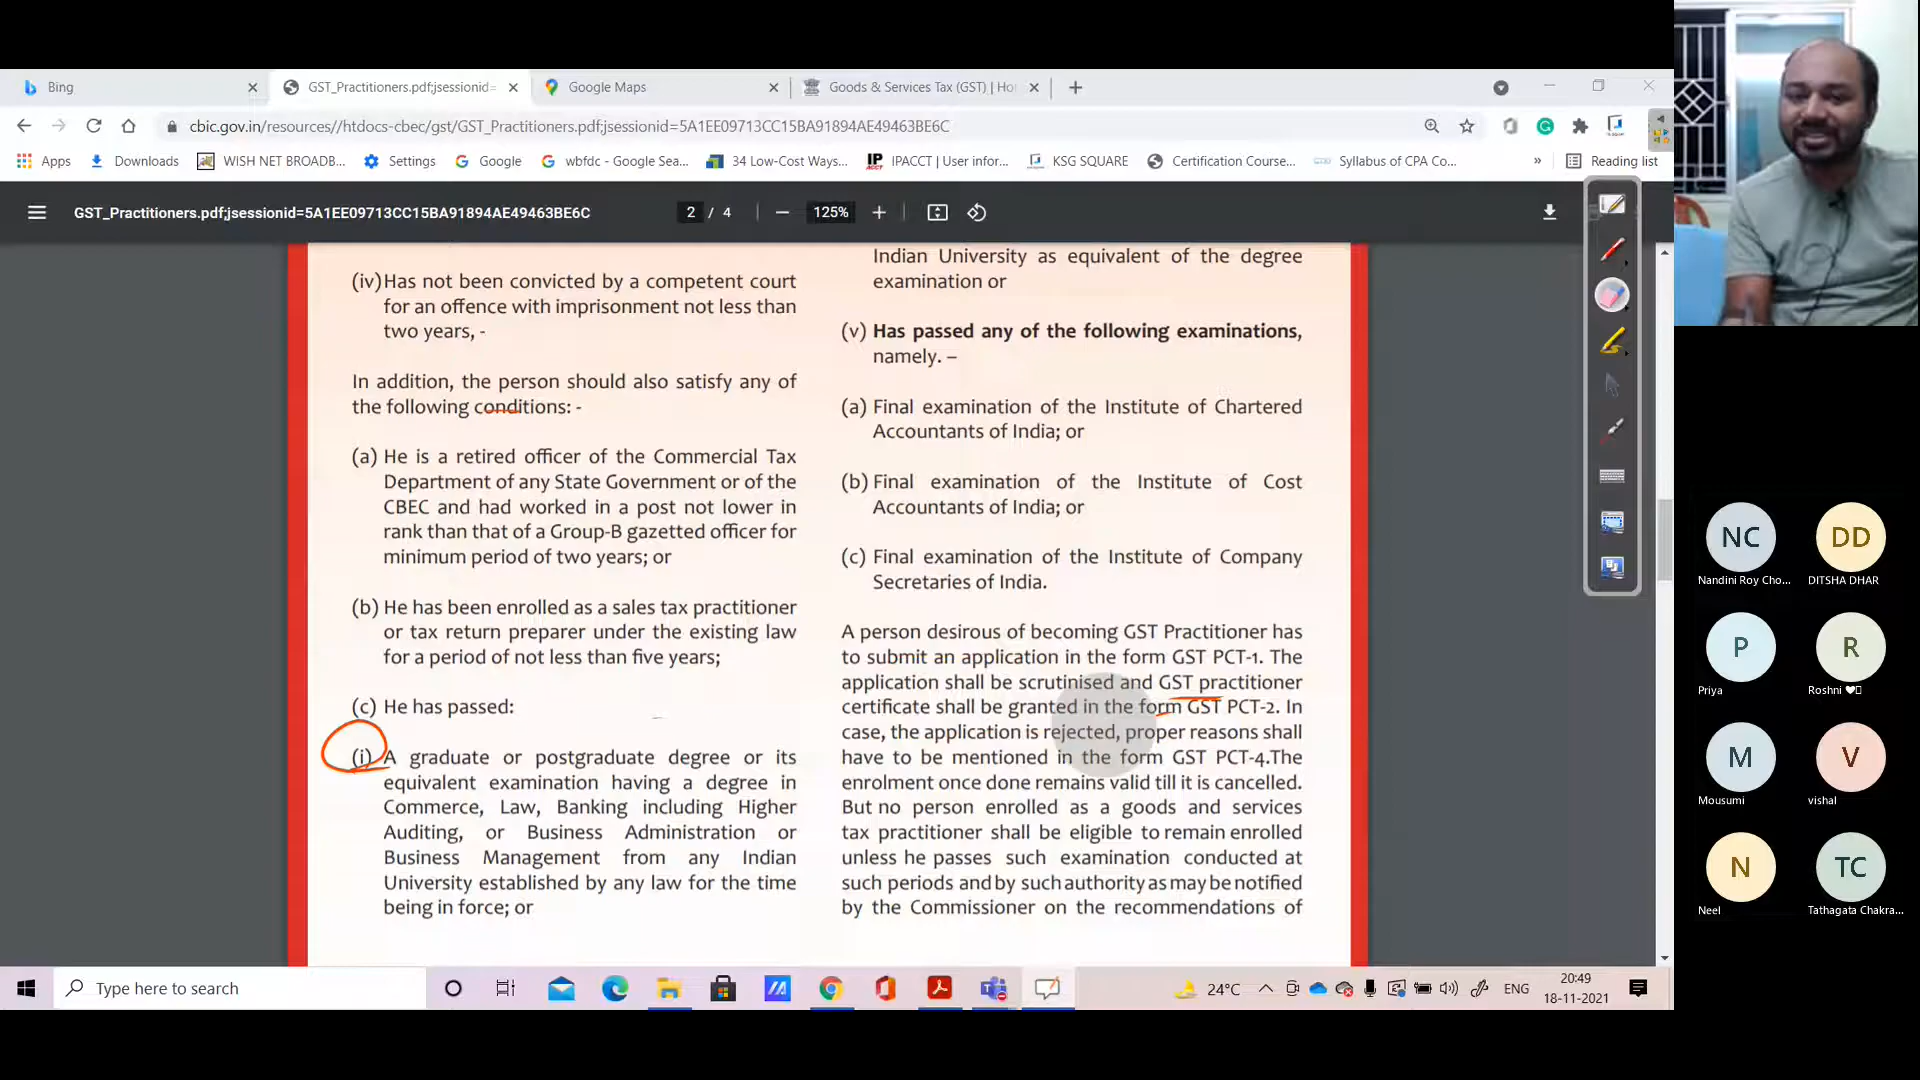 Bing
GST_Practitioners.pdf;jsessionid=
Google Maps
Goods & Services Tax (GST) | Ho
cbic.gov.in/resources//htdocs-cbec/gst/GST_Practitioners.pdf;jsessionid=5A1EE09713CC15BA91894AE49463BE6C
Apps
Downloads
WISH NET BROADB...
Settings
Google
wbfdc - Google Sea...
34 Low-Cost Ways...
IPACCT | User infor...
KSG SQUARE
Certification Course...
Syllabus of CPA Co...
»
Reading list
GST_Practitioners.pdf;jsessionid=5A1EE09713CC15BA91894AE49463BE6C
2 / 4
125%
(iv) Has not been convicted by a competent court
for an offence with imprisonment not less than
two years, -
In addition, the person should also satisfy any of
the following conditions: -
(a) He is a retired officer of the Commercial Tax
Department of any State Government or of the
CBEC and had worked in a post not lower in
rank than that of a Group-B gazetted officer for
minimum period of two years; or
(b) He has been enrolled as a sales tax practitioner
or tax return preparer under the existing law
for a period of not less than five years;
(c) He has passed:
(i) A graduate or postgraduate degree or its
equivalent examination having a degree in
Commerce, Law, Banking including Higher
Auditing, or Business Administration or
Business Management from any Indian
University established by any law for the time
being in force; or
Indian University as equivalent of the degree
examination or
(v) Has passed any of the following examinations,
namely. –
(a) Final examination of the Institute of Chartered
Accountants of India; or
(b) Final examination of the Institute of Cost
Accountants of India; or
(c) Final examination of the Institute of Company
Secretaries of India.
A person desirous of becoming GST Practitioner has
to submit an application in the form GST PCT-1. The
application shall be scrutinised and GST practitioner
certificate shall be granted in the form GST PCT-2. In
case, the application is rejected, proper reasons shall
have to be mentioned in the form GST PCT-4.The
enrolment once done remains valid till it is cancelled.
But no person enrolled as a goods and services
tax practitioner shall be eligible to remain enrolled
unless he passes such examination conducted at
such periods and by such authority as may be notified
by the Commissioner on the recommendations of
NC
Nandini Roy Cho...
DD
DITSHA DHAR
P
Priya
R
Roshni
M
Mousumi
V
vishal
N
Neel
TC
Tathagata Chakra...
Type here to search
24°C
ENG
20:49
18-11-2021